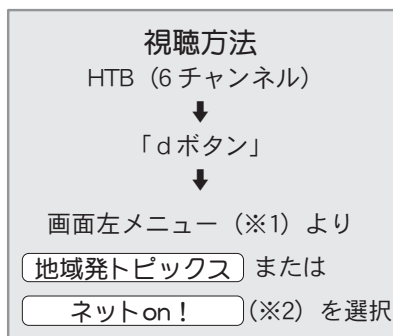 視聴方法
HTB（6チャンネル）
⬇
「ｄボタン」
⬇
画面左メニュー（※1）より
地域発トピックス または
ネットon！（※2）を選択